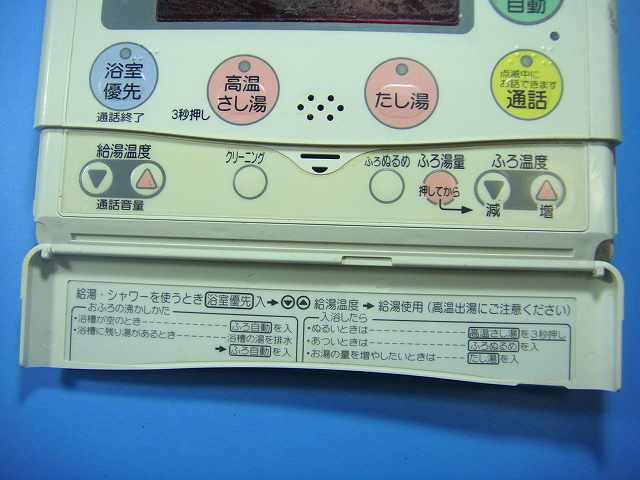 自動
浴室
優先
通話終了
3秒押し
高温
さし湯
たし湯
点滅中に
お話できます
通話
給湯温度
通話音量
クリーニング
ふろぬるめ
ふろ湯量
押してから
ふろ温度
減 増
給湯・シャワーを使うとき 浴室優先 入➔▼▲ 給湯温度 ➔ 給湯使用 (高温出湯にご注意ください)
おふろの沸かしかた
・浴槽が空のとき ふろ自動 を入
・浴槽に残り湯があるとき 浴槽の湯を排水
➔ ふろ自動 を入
入浴したら
・ぬるいときは 高温さし湯 を3秒押し
・あついときは ふろぬるめ を入
・お湯の量を増やしたいときは たし湯 を入